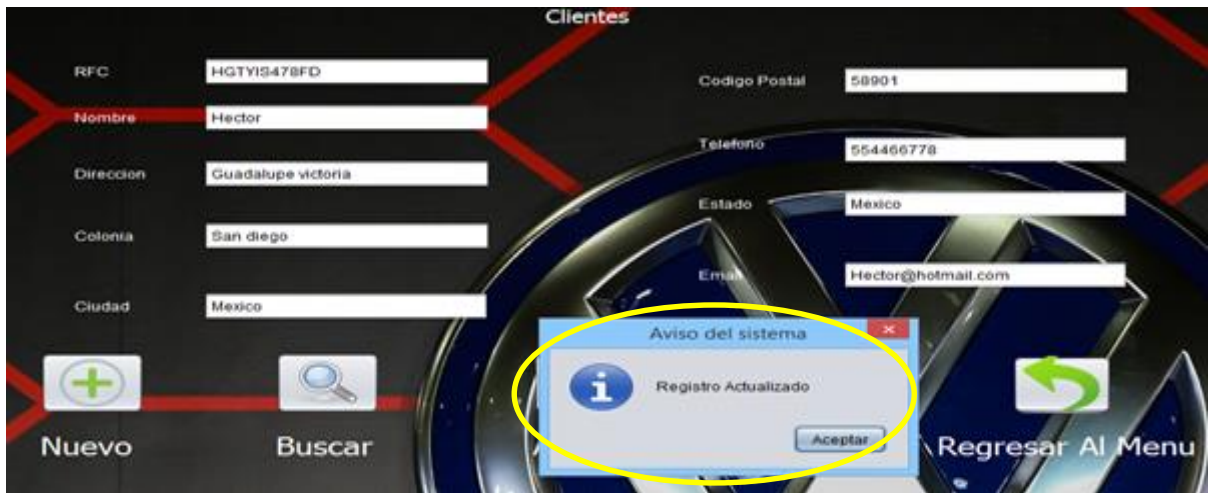 Clientes
RFC
HGTYIS478FD
Nombre
Hector
Direccion
Guadalupe victoria
Colonia
San diego
Ciudad
Mexico
Codigo Postal
58901
Telefono
554466778
Estado
Mexico
Email
Hector@hotmail.com
Aviso del sistema
Registro Actualizado
Aceptar
Nuevo
Buscar
Regresar Al Menu